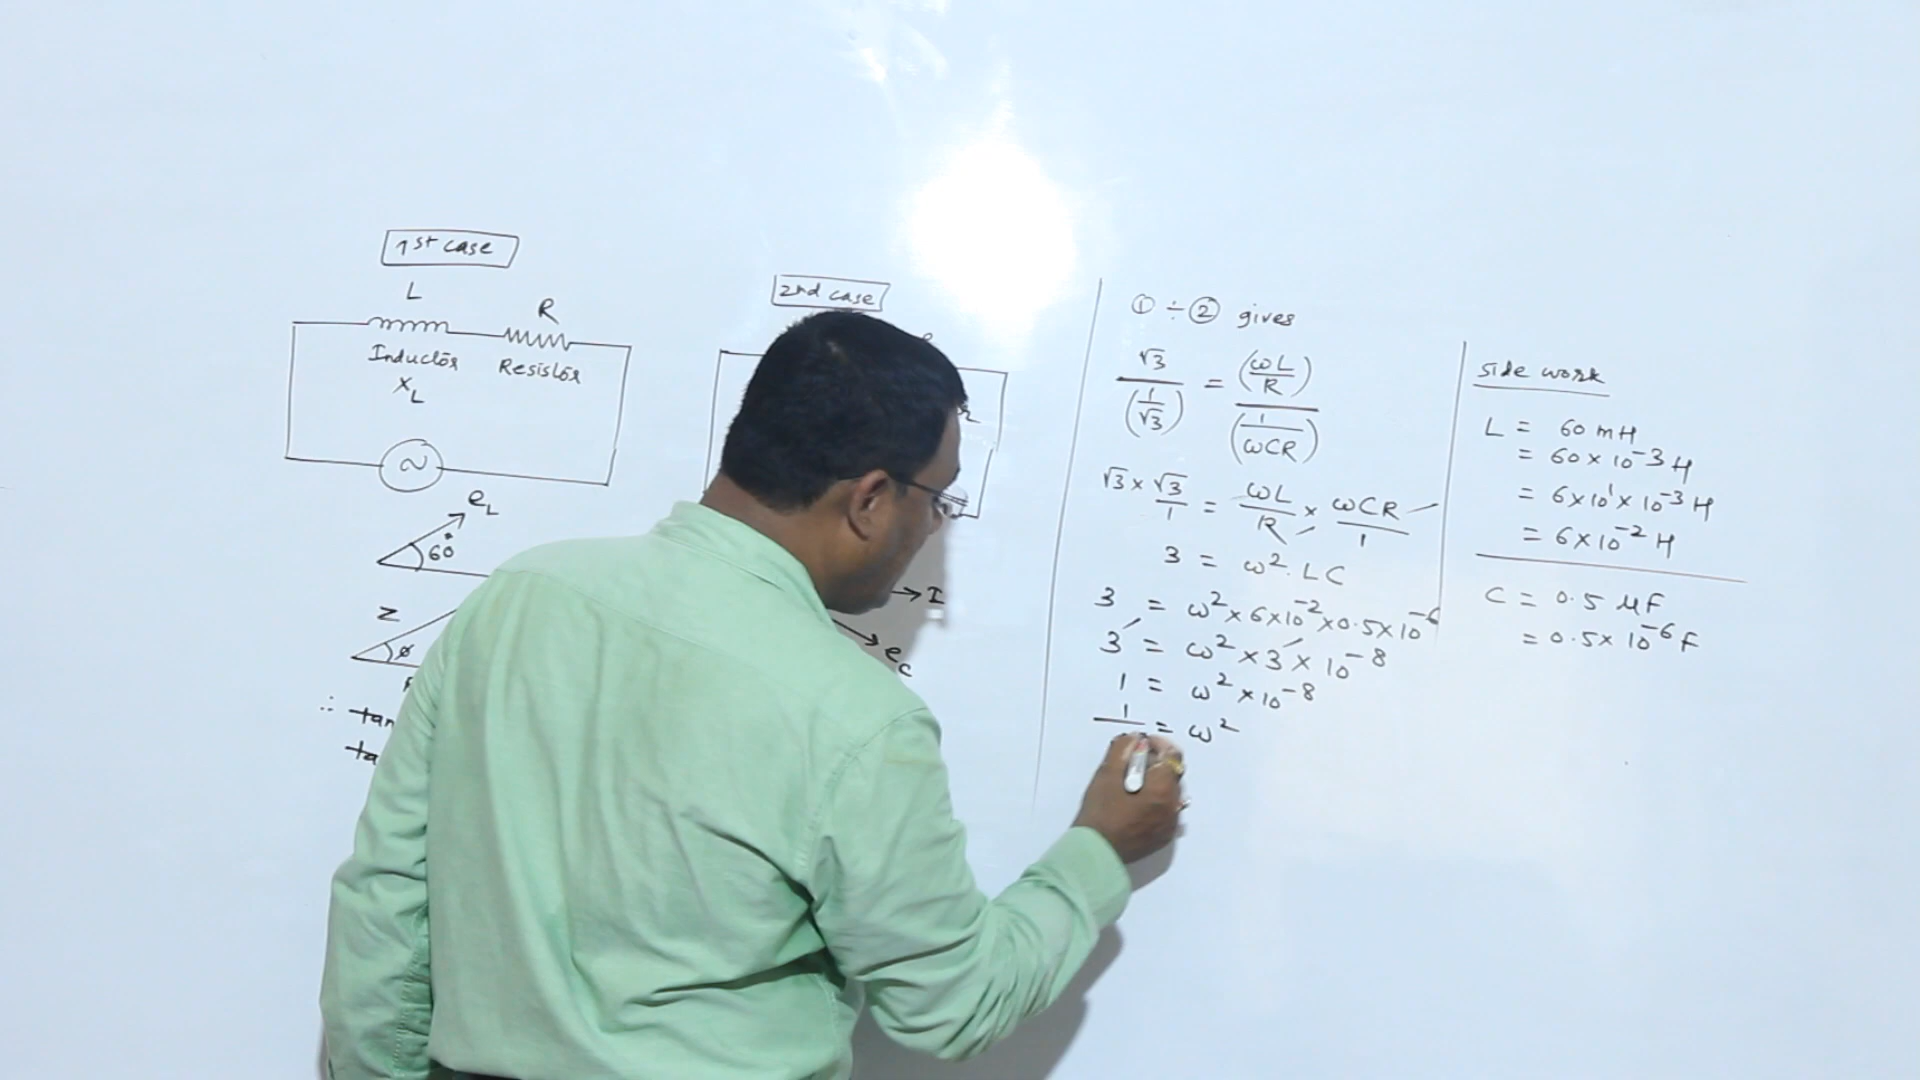 1st case
L
R
Inductor
Resistor
X_L
~
e_L
60°
Z
ø
∴ tan
ta
2nd case
I
e_c
① ÷ ② gives
√3 / (1/√3) = (ωL/R) / (1/ωCR)
√3 × √3/1 = ωL/R × ωCR/1
3 = ω². LC
3 = ω² × 6×10⁻² × 0.5×10⁻⁶
3 = ω² × 3 × 10⁻⁸
1 = ω² × 10⁻⁸
1 = ω²
side work
L = 60 mH
= 60 × 10⁻³ H
= 6×10¹ × 10⁻³ H
= 6×10⁻² H
C = 0.5 μF
= 0.5 × 10⁻⁶ F